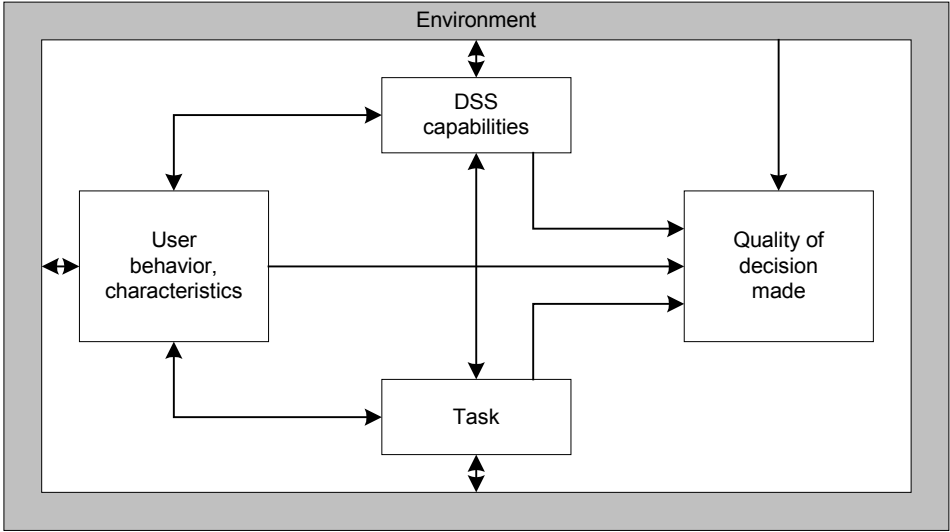 Environment
DSS
capabilities
User
behavior,
characteristics
Quality of
decision
made
Task